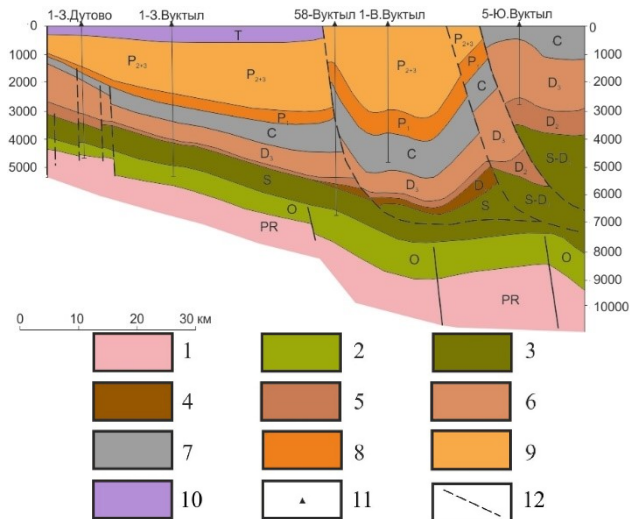 1-З.Дутово 1-З.Вуктыл 58-Вуктыл 1-В.Вуктыл 5-Ю.Вуктыл
0 T P₂₊₃ C 0
1000 P₂₊₃ P₂₊₃ P₁ D₃ 1000
2000 C 2000
3000 P₁ P₁ D₂ 3000
4000 C D₃ 4000
5000 D₃ C D₂ S-D 5000
S D₃ D S-D 6000
O S 7000
PR O O 8000
9000
PR 10000
0 10 20 30 км
1 2 3
4 5 6
7 8 9
10 11 12